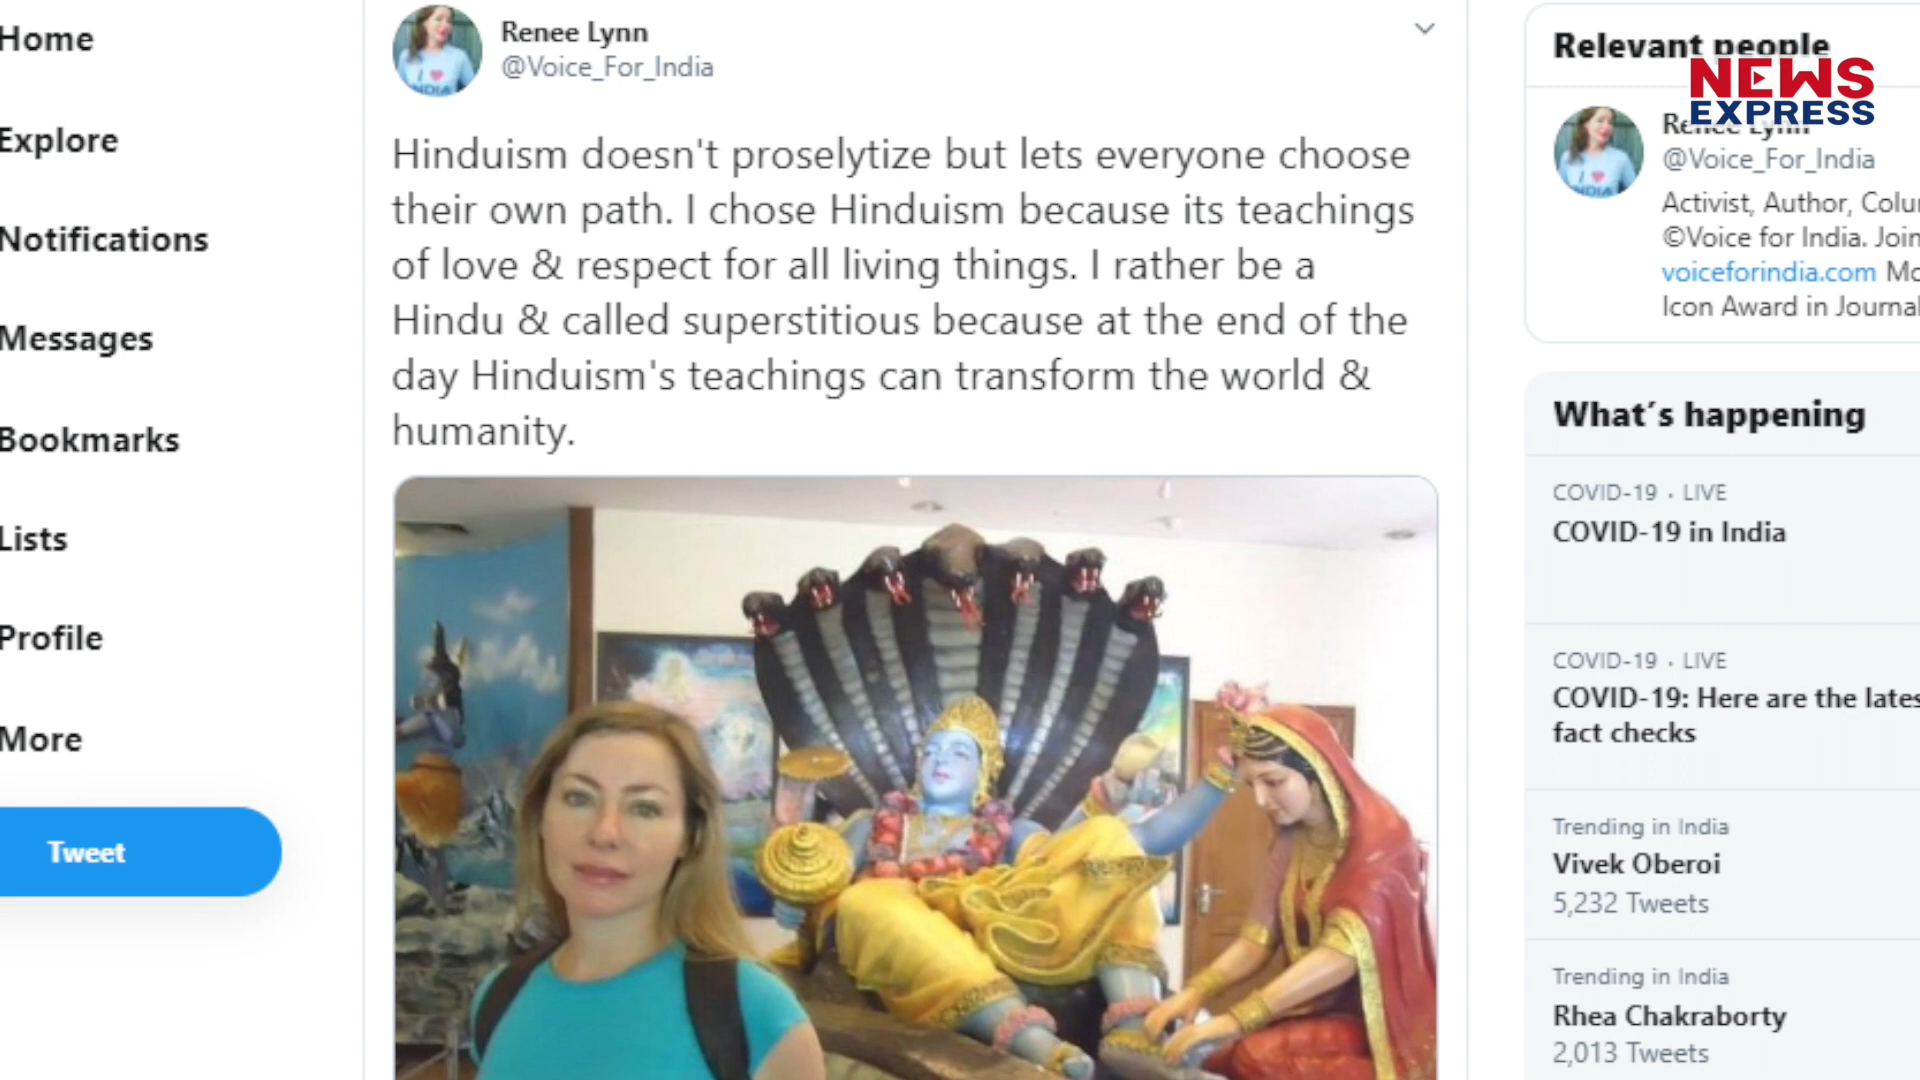 Home
Explore
Notifications
Messages
Bookmarks
Lists
Profile
More
Tweet
Renee Lynn
@Voice_For_India
Hinduism doesn't proselytize but lets everyone choose
their own path. I chose Hinduism because its teachings
of love & respect for all living things. I rather be a
Hindu & called superstitious because at the end of the
day Hinduism's teachings can transform the world &
humanity.
Relevant people
NEWS
EXPRESS
Renee Lynn
@Voice_For_India
Activist, Author, Colu
©Voice for India. Join
voiceforindia.com Mo
Icon Award in Journal
What's happening
COVID-19 · LIVE
COVID-19 in India
COVID-19 · LIVE
COVID-19: Here are the lates
fact checks
Trending in India
Vivek Oberoi
5,232 Tweets
Trending in India
Rhea Chakraborty
2,013 Tweets